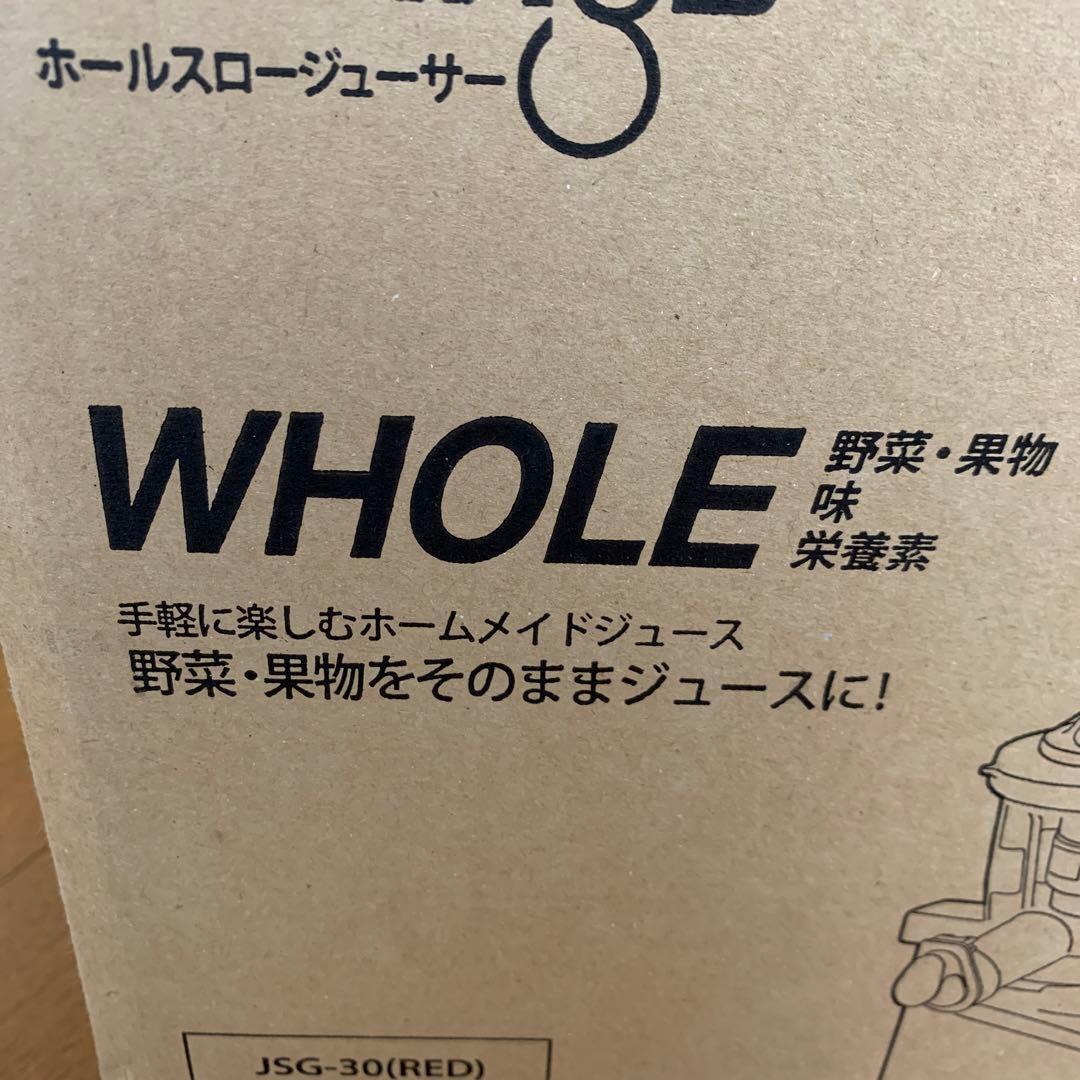 ホールスロージューサー
WHOLE
野菜・果物
味
栄養素
手軽に楽しむホームメイドジュース
野菜・果物をそのままジュースに!
JSG-30(RED)